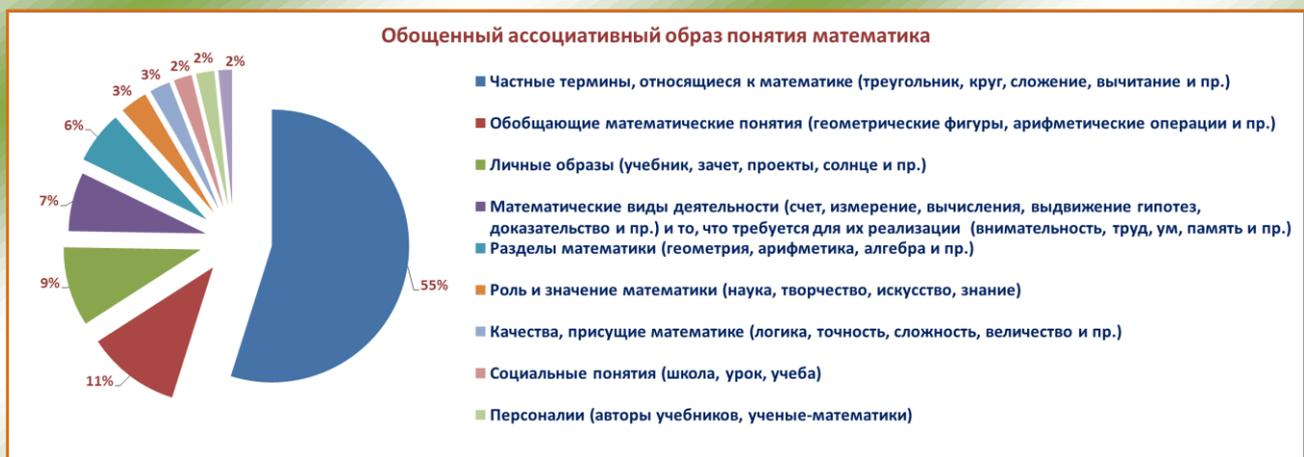 Обощенный ассоциативный образ понятия математика
2%
2%
2%
3%
3%
6%
7%
9%
11%
55%
Частные термины, относящиеся к математике (треугольник, круг, сложение, вычитание и пр.)
Обобщающие математические понятия (геометрические фигуры, арифметические операции и пр.)
Личные образы (учебник, зачет, проекты, солнце и пр.)
Математические виды деятельности (счет, измерение, вычисления, выдвижение гипотез,
доказательство и пр.) и то, что требуется для их реализации (внимательность, труд, ум, память и пр.)
Разделы математики (геометрия, арифметика, алгебра и пр.)
Роль и значение математики (наука, творчество, искусство, знание)
Качества, присущие математике (логика, точность, сложность, величество и пр.)
Социальные понятия (школа, урок, учеба)
Персоналии (авторы учебников, ученые-математики)